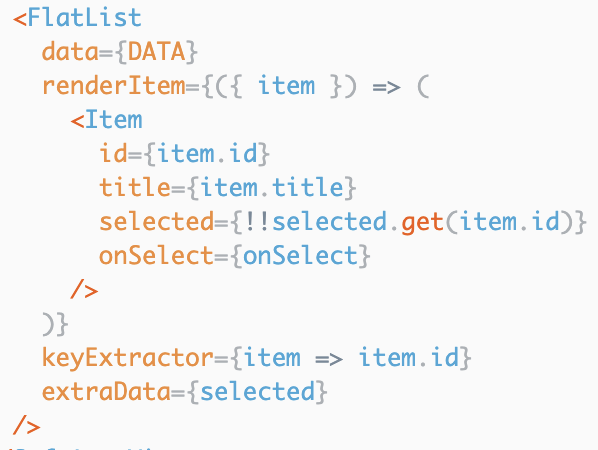 <FlatList
data={DATA}
renderItem={({ item }) => (
<Item
id={item.id}
title={item.title}
selected={!!selected.get(item.id)}
onSelect={onSelect}
/>
)}
keyExtractor={item => item.id}
extraData={selected}
/>